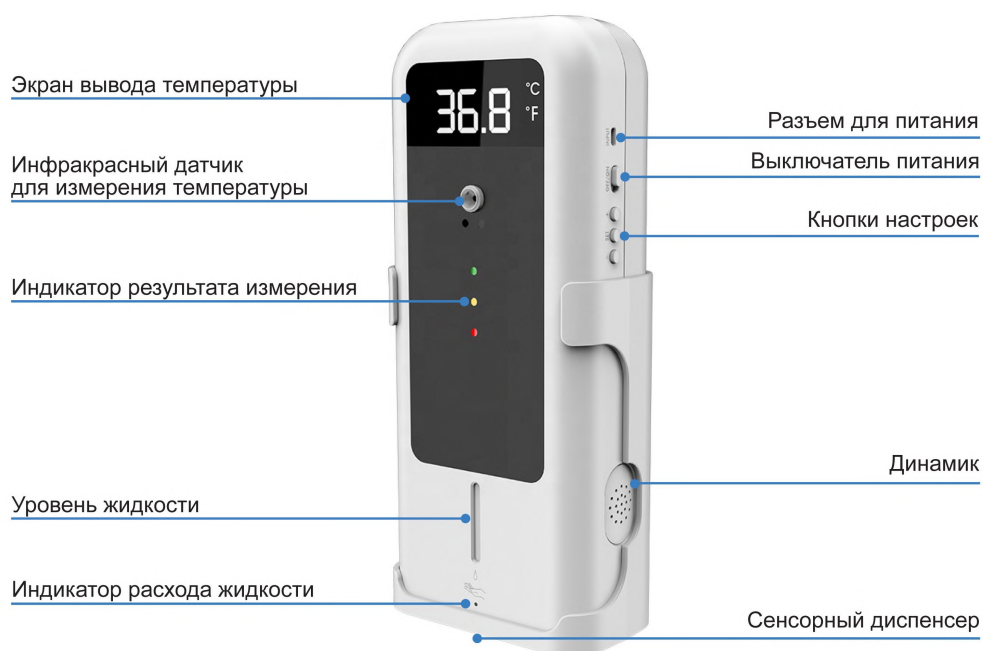 Экран вывода температуры
36.8
°C
°F
Разъем для питания
Инфракрасный датчик
для измерения температуры
Выключатель питания
Кнопки настроек
Индикатор результата измерения
Динамик
Уровень жидкости
Индикатор расхода жидкости
Сенсорный диспенсер